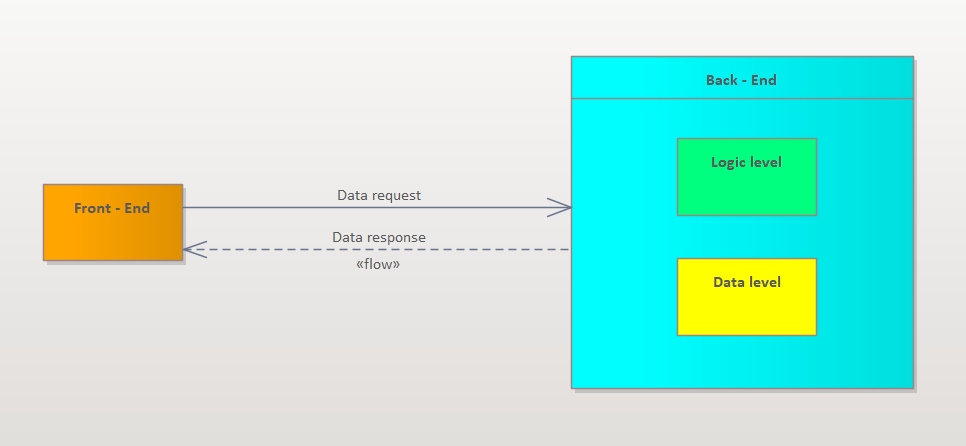 Back - End
Logic level
Front - End
Data request
Data response
«flow»
Data level